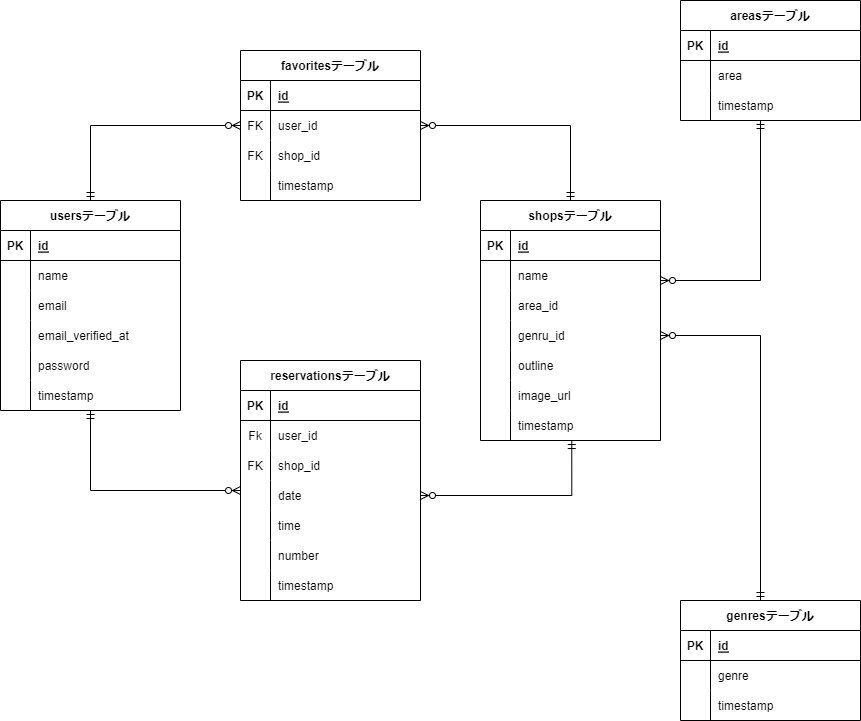 areasテーブル
PK id
area
timestamp
favoritesテーブル
PK id
FK user_id
FK shop_id
timestamp
usersテーブル
PK id
name
email
email_verified_at
password
timestamp
shopsテーブル
PK id
name
area_id
genru_id
outline
image_url
timestamp
reservationsテーブル
PK id
Fk user_id
FK shop_id
date
time
number
timestamp
genresテーブル
PK id
genre
timestamp